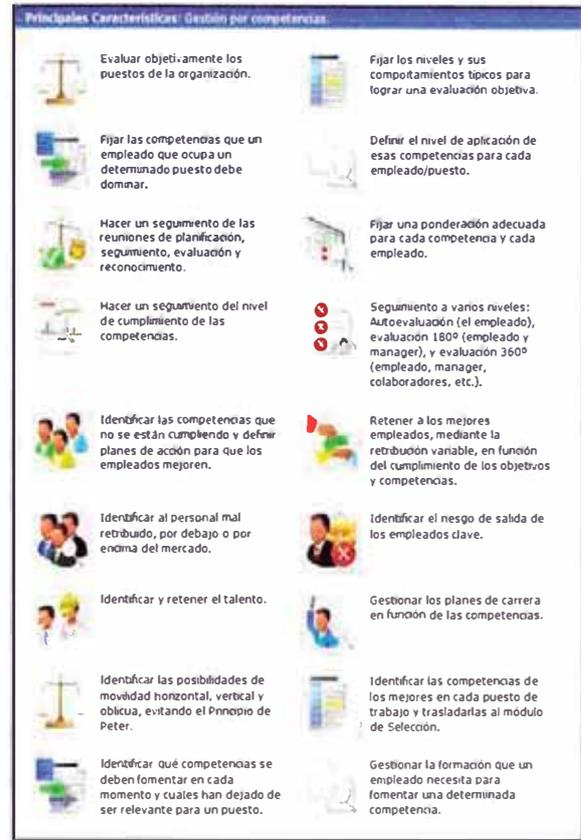 Principales Características: Gestión por competencias.
Evaluar objetivamente los
puestos de la organización.
Fijar los niveles y sus
comportamientos típicos para
lograr una evaluación objetiva.
Fijar las competencias que un
empleado que ocupa un
determinado puesto debe
dominar.
Definir el nivel de aplicación de
esas competencias para cada
empleado/puesto.
Hacer un seguimiento de las
reuniones de planificación,
seguimiento, evaluación y
reconocimiento.
Fijar una ponderación adecuada
para cada competencia y cada
empleado.
Hacer un seguimiento del nivel
de cumplimiento de las
competencias.
Seguimiento a varios niveles:
Autoevaluación (el empleado),
evaluación 180º (empleado y
manager), y evaluación 360º
(empleado, manager,
colaboradores, etc.).
Identificar las competencias que
no se están cumpliendo y definir
planes de acción para que los
empleados mejoren.
Retener a los mejores
empleados, mediante la
retribución variable, en función
del cumplimiento de los objetivos
y competencias.
Identificar al personal mal
retribuido, por debajo o por
encima del mercado.
Identificar el riesgo de salida de
los empleados clave.
Identificar y retener el talento.
Gestionar los planes de carrera
en función de las competencias.
Identificar las posibilidades de
movilidad horizontal, vertical y
oblicua, evitando el Principio de
Peter.
Identificar las competencias de
los mejores en cada puesto de
trabajo y trasladarlas al módulo
de Selección.
Identificar qué competencias se
deben fomentar en cada
momento y cuales han dejado de
ser relevante para un puesto.
Gestionar la formación que un
empleado necesita para
fomentar una determinada
competencia.